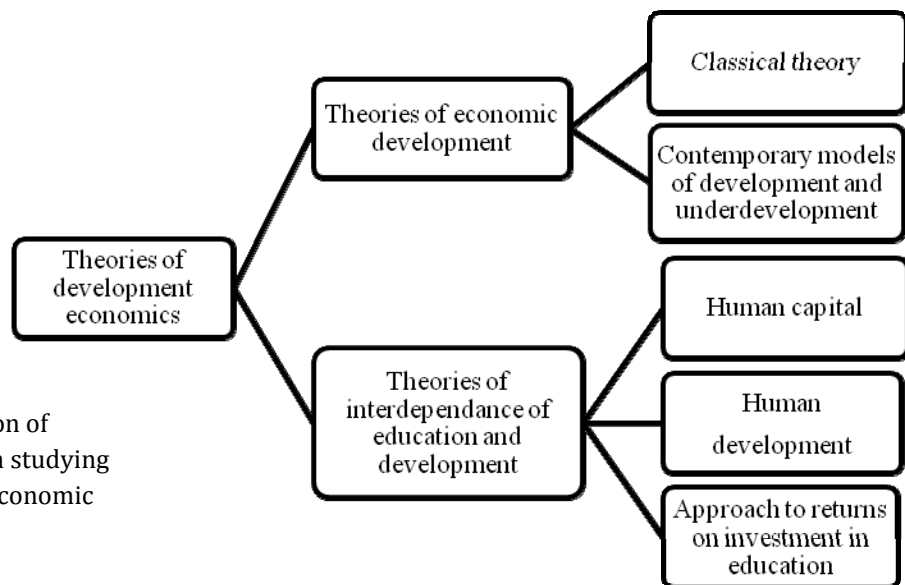 Theories of
development
economics
Theories of economic
development
Classical theory
Contemporary models
of development and
underdevelopment
Theories of
interdependance of
education and
development
Human capital
Human
development
Approach to returns
on investment in
education
on of
studying
conomic